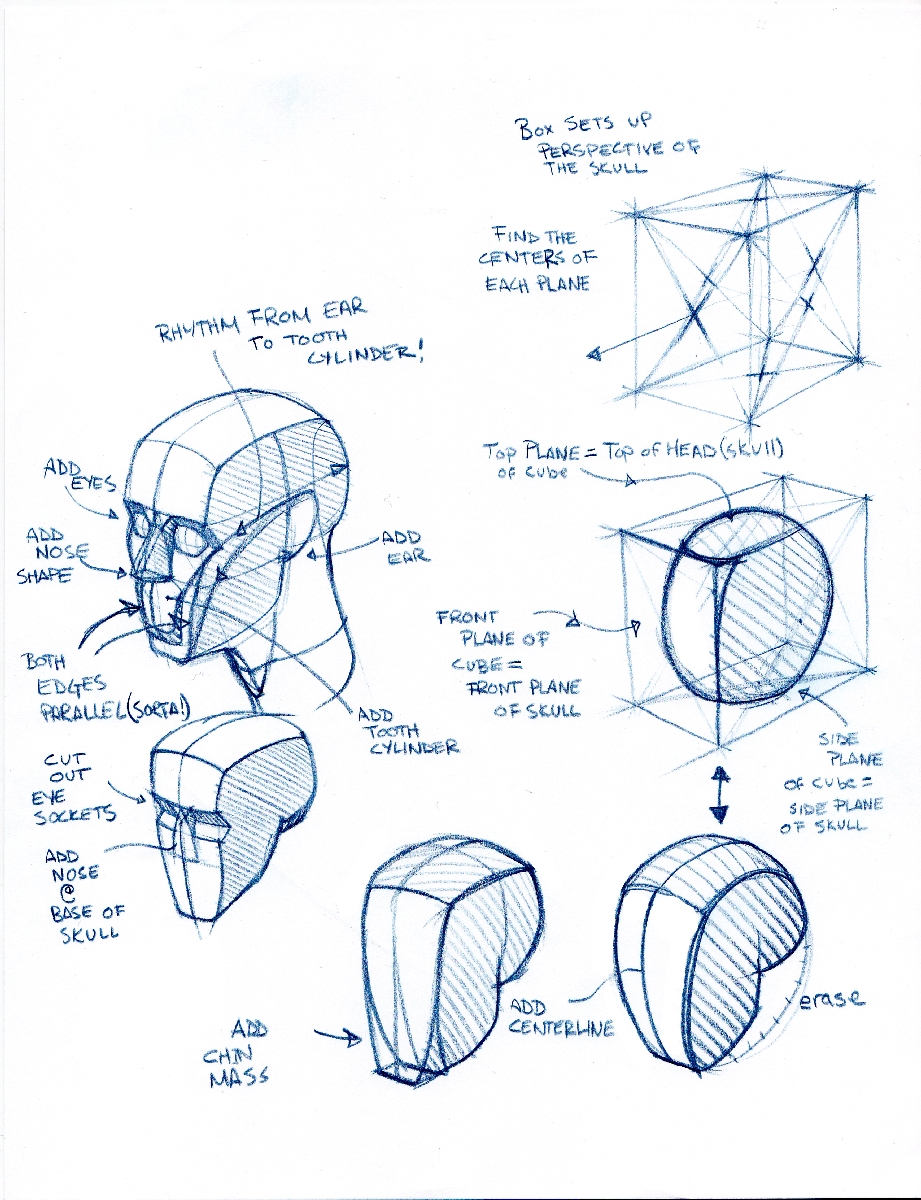 Box SETS UP
PERSPECTIVE OF
THE SKULL
FIND THE
CENTERS OF
EACH PLANE
RHYTHM FROM EAR
TO TOOTH
CYLINDER!
TOP PLANE = TOP OF HEAD (SKUll)
OF CUBE
ADD
EYES
ADD
NOSE
SHAPE
ADD
EAR
FRONT
PLANE OF
CUBE =
FRONT PLANE
OF SKULL
BOTH
EDGES
PARALLEL (SORTA!)
ADD
TOOTH
CYLINDER
SIDE
PLANE
OF CUBE =
SIDE PLANE
OF SKULL
CUT
OUT
EYE
SOCKETS
ADD
NOSE
@
BASE OF
SKULL
ADD
CENTERLINE
erase
ADD
CHIN
MASS